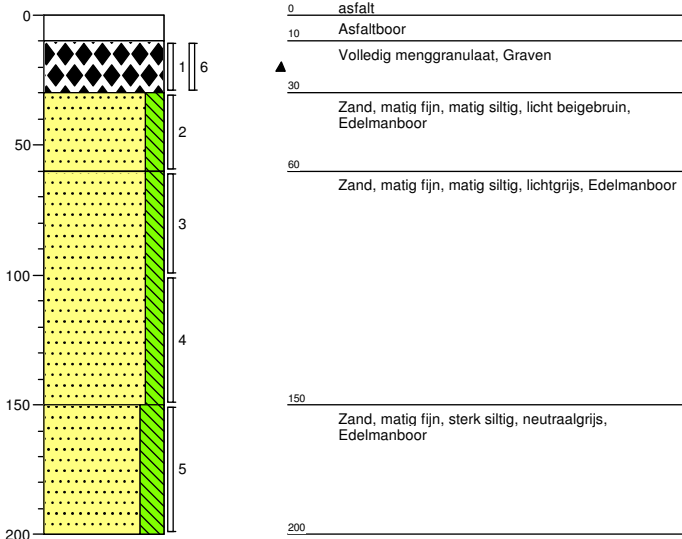 0
0
asfalt
10
Asfaltboor
1
6
Volledig menggranulaat, Graven
30
2
Zand, matig fijn, matig siltig, licht beigebruin,
Edelmanboor
50
60
3
Zand, matig fijn, matig siltig, lichtgrijs, Edelmanboor
100
4
150
150
Zand, matig fijn, sterk siltig, neutraalgrijs,
Edelmanboor
5
200
200